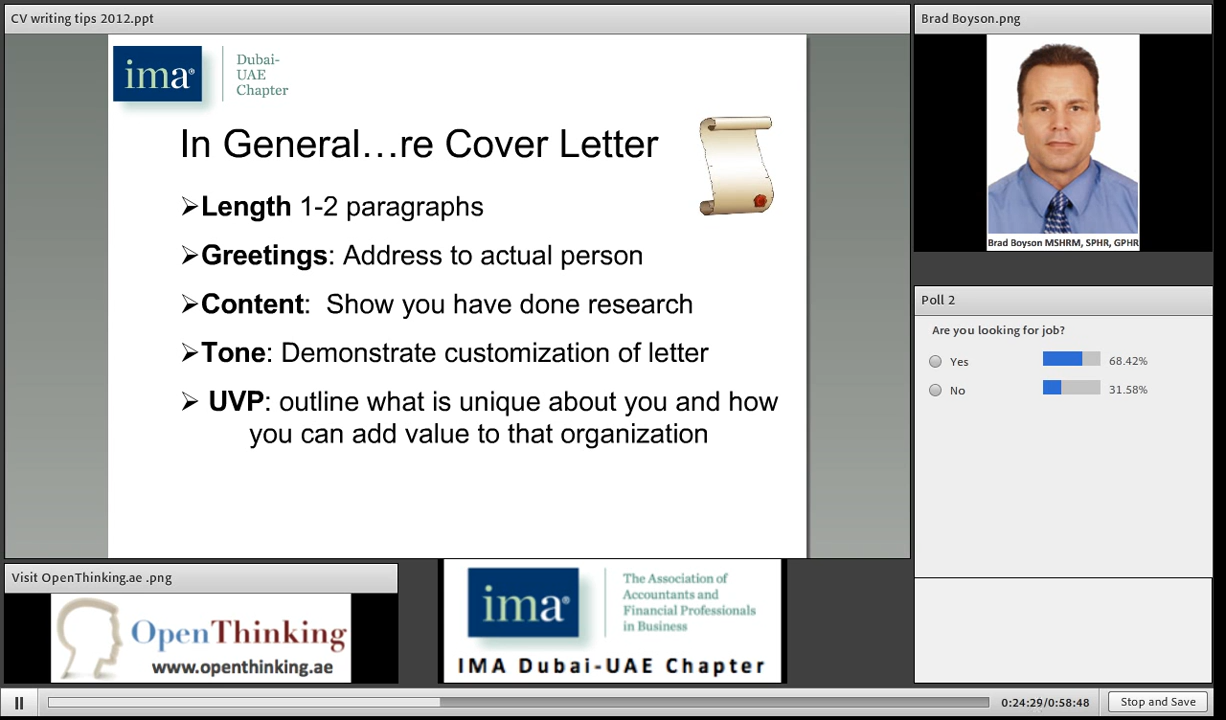 CV writing tips 2012.ppt
ima®
Dubai-
UAE
Chapter
In General…re Cover Letter
➢Length 1-2 paragraphs
➢Greetings: Address to actual person
➢Content:  Show you have done research
➢Tone: Demonstrate customization of letter
➢ UVP: outline what is unique about you and how
you can add value to that organization
Brad Boyson.png
Brad Boyson MSHRM, SPHR, GPHR
Poll 2
Are you looking for job?
Yes 68.42%
No 31.58%
Visit OpenThinking.ae .png
OpenThinking
www.openthinking.ae
ima®
The Association of
Accountants and
Financial Professionals
in Business
IMA Dubai-UAE Chapter
0:24:29/0:58:48
Stop and Save